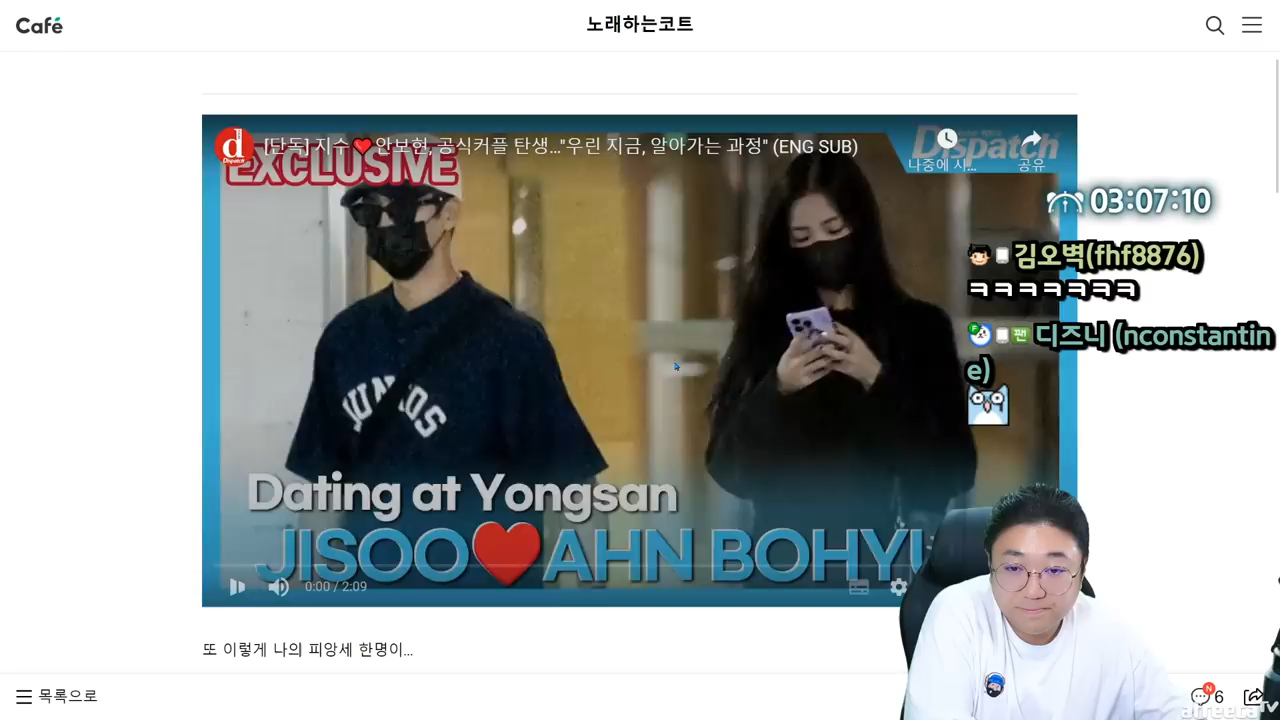 Café
노래하는코트
d
Dispatch
[단독] 지수❤️안보현, 공식커플 탄생..."우린 지금, 알아가는 과정" (ENG SUB)
Dispatch
EXCLUSIVE
나중에 시...
공유
03:07:10
김오벽(fhf8876)
ㅋㅋㅋㅋㅋㅋㅋ
F
팬 디즈니 (nconstantin
e)
Dating at Yongsan
JISOO❤️AHN BOHYU
0:00 / 2:09
또 이렇게 나의 피앙세 한명이...
목록으로
N
6
afreecaTV